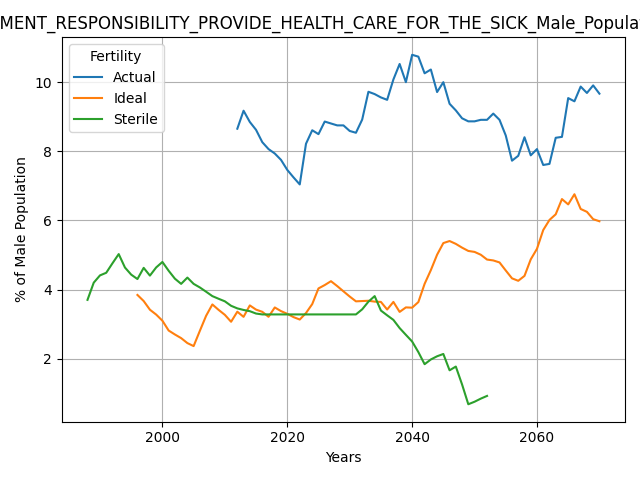 MENT_RESPONSIBILITY_PROVIDE_HEALTH_CARE_FOR_THE_SICK_Male_Popula
Fertility
Actual
Ideal
Sterile
% of Male Population
10
8
6
4
2
2000 2020 2040 2060
Years